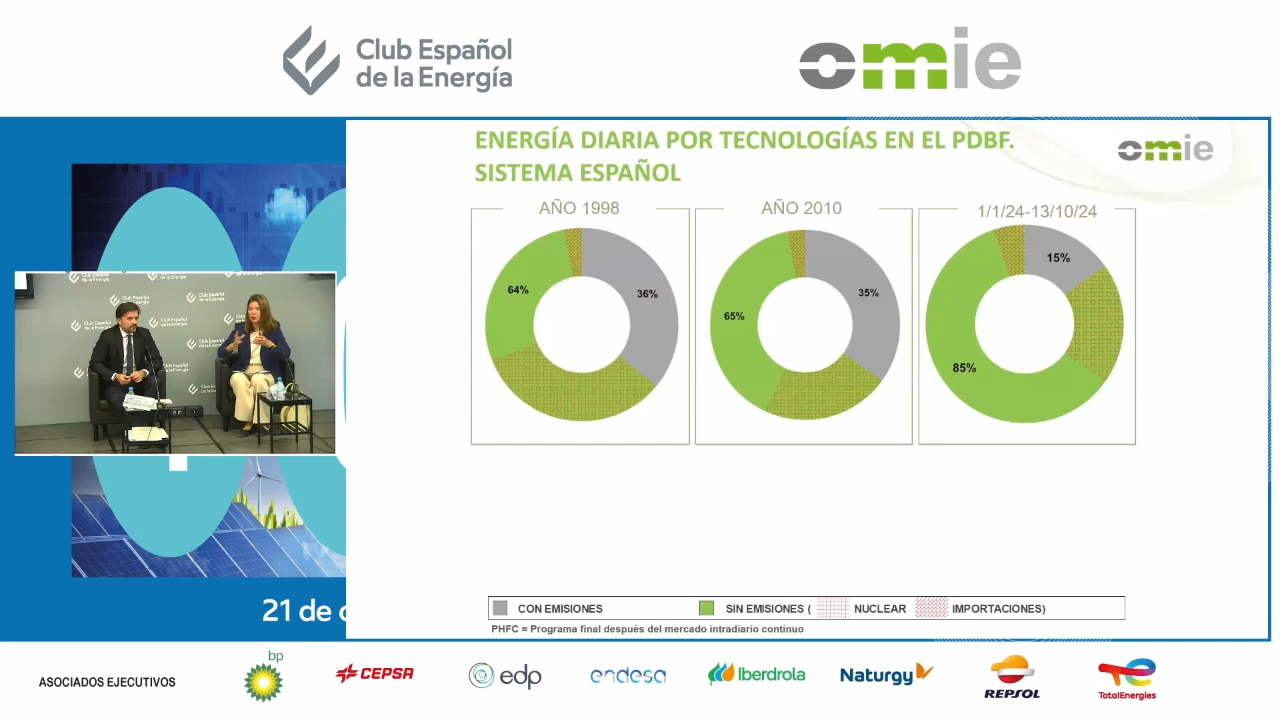 Club Español
de la Energía
omie
ENERGÍA DIARIA POR TECNOLOGÍAS EN EL PDBF.
SISTEMA ESPAÑOL
omie
AÑO 1998
AÑO 2010
1/1/24-13/10/24
64%
36%
65%
35%
15%
85%
CON EMISIONES
SIN EMISIONES (
NUCLEAR
IMPORTACIONES)
PHFC = Programa final después del mercado intradiario continuo
21 de
ASOCIADOS EJECUTIVOS
bp
CEPSA
edp
endesa
Iberdrola
Naturgy
REPSOL
TotalEnergies